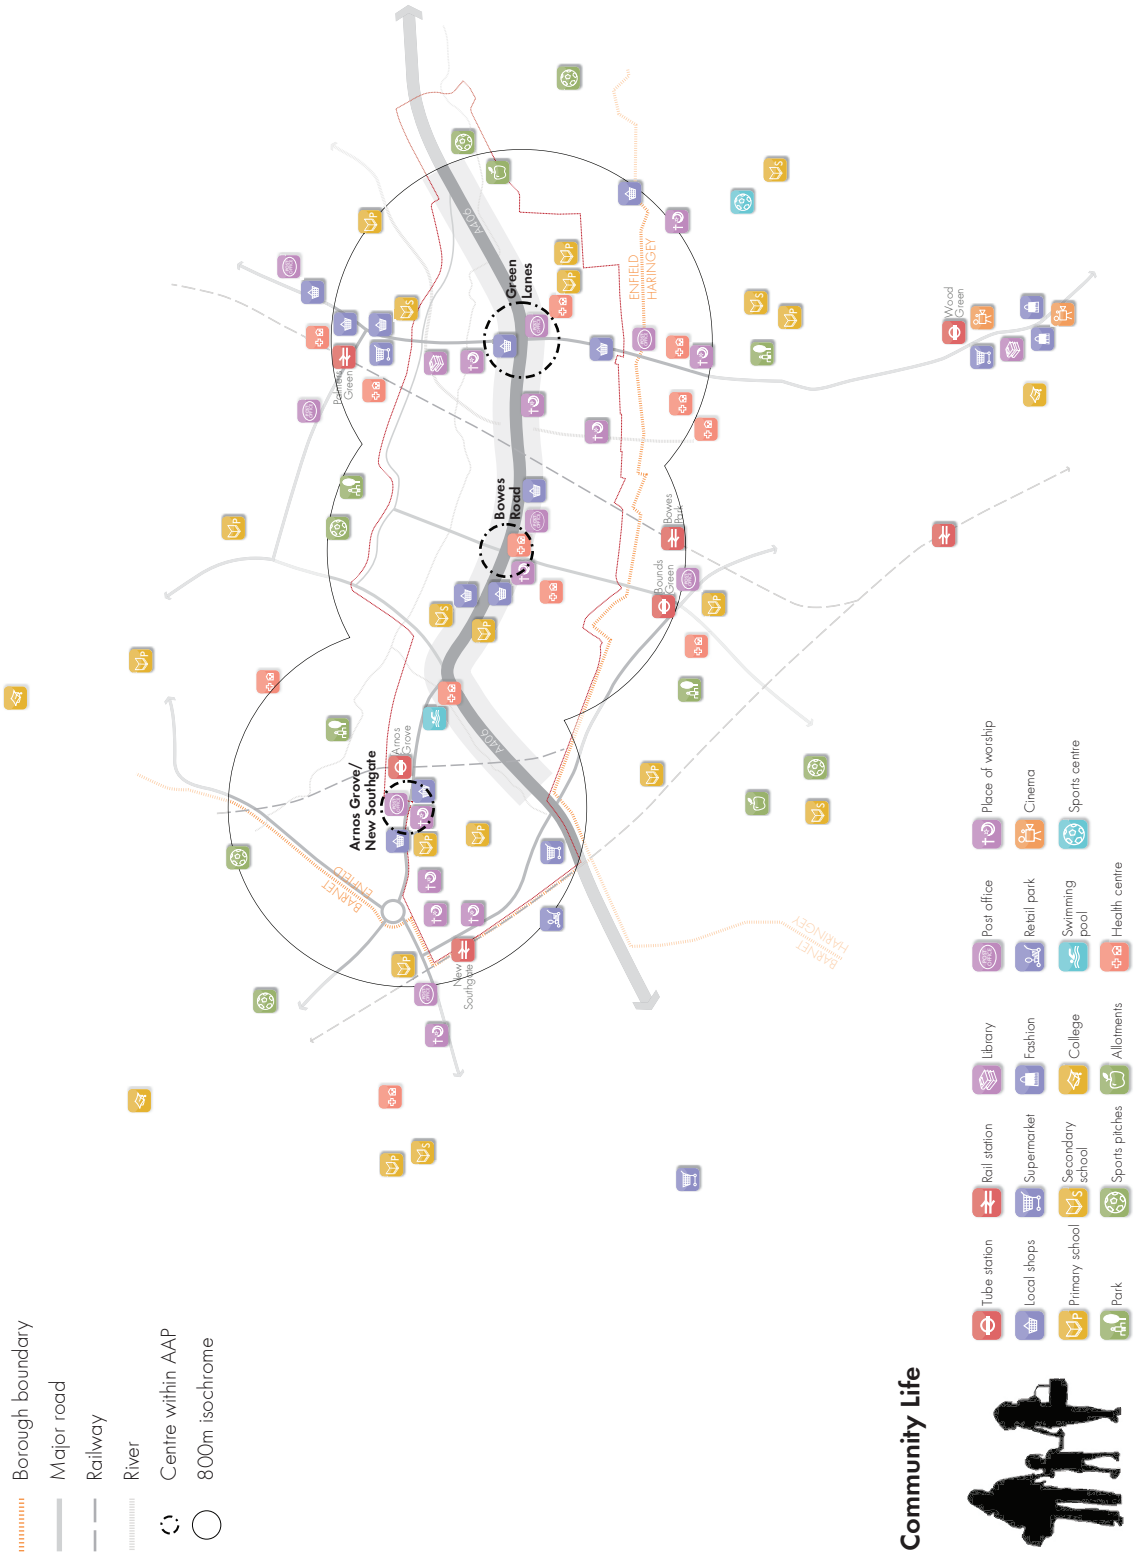 Borough boundary
Major road
Railway
River
Centre within AAP
800m isochrome
A406
Green
Lanes
ENFIELD
HARINGEY
Palmers
Green
Wood
Green
Bowes
Road
Bowes
Park
Bounds
Green
A406
Arnos
Grove
Arnos Grove/
New Southgate
BARNET
ENFIELD
New
Southgate
BARNET
HARINGEY
Community Life
Tube station
Rail station
Library
Post office
Place of worship
Local shops
Supermarket
Fashion
Retail park
Cinema
Primary school
Secondary
school
College
Swimming
pool
Sports centre
Park
Sports pitches
Allotments
Health centre